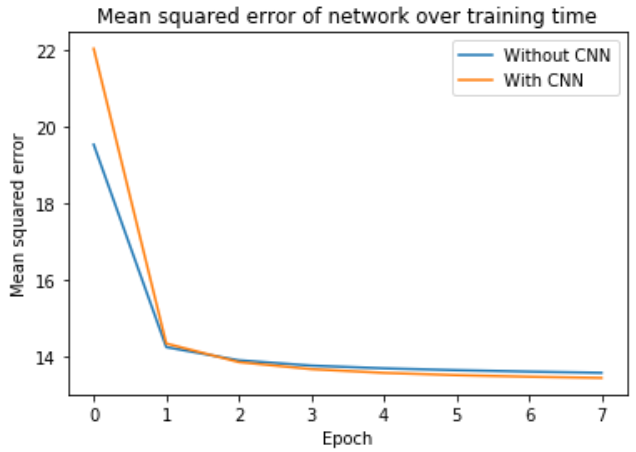 Mean squared error of network over training time
Without CNN
With CNN
Mean squared error
22
20
18
16
14
0 1 2 3 4 5 6 7
Epoch